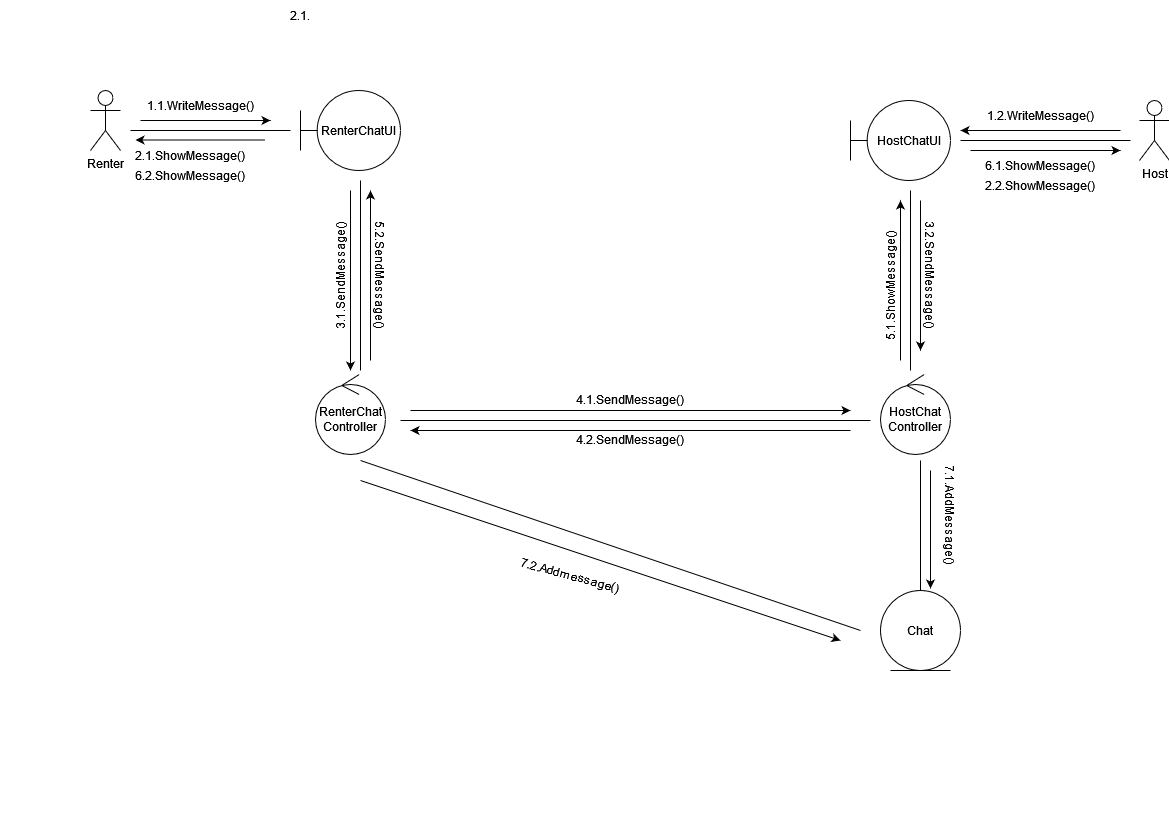 2.1.
1.1.WriteMessage()
Renter
2.1.ShowMessage()
6.2.ShowMessage()
RenterChatUI
HostChatUI
1.2.WriteMessage()
6.1.ShowMessage()
2.2.ShowMessage()
Host
3.1.SendMessage()
5.2.SendMessage()
5.1.ShowMessage()
3.2.SendMessage()
RenterChat
Controller
4.1.SendMessage()
4.2.SendMessage()
HostChat
Controller
7.1.AddMessage()
7.2.Addmessage()
Chat